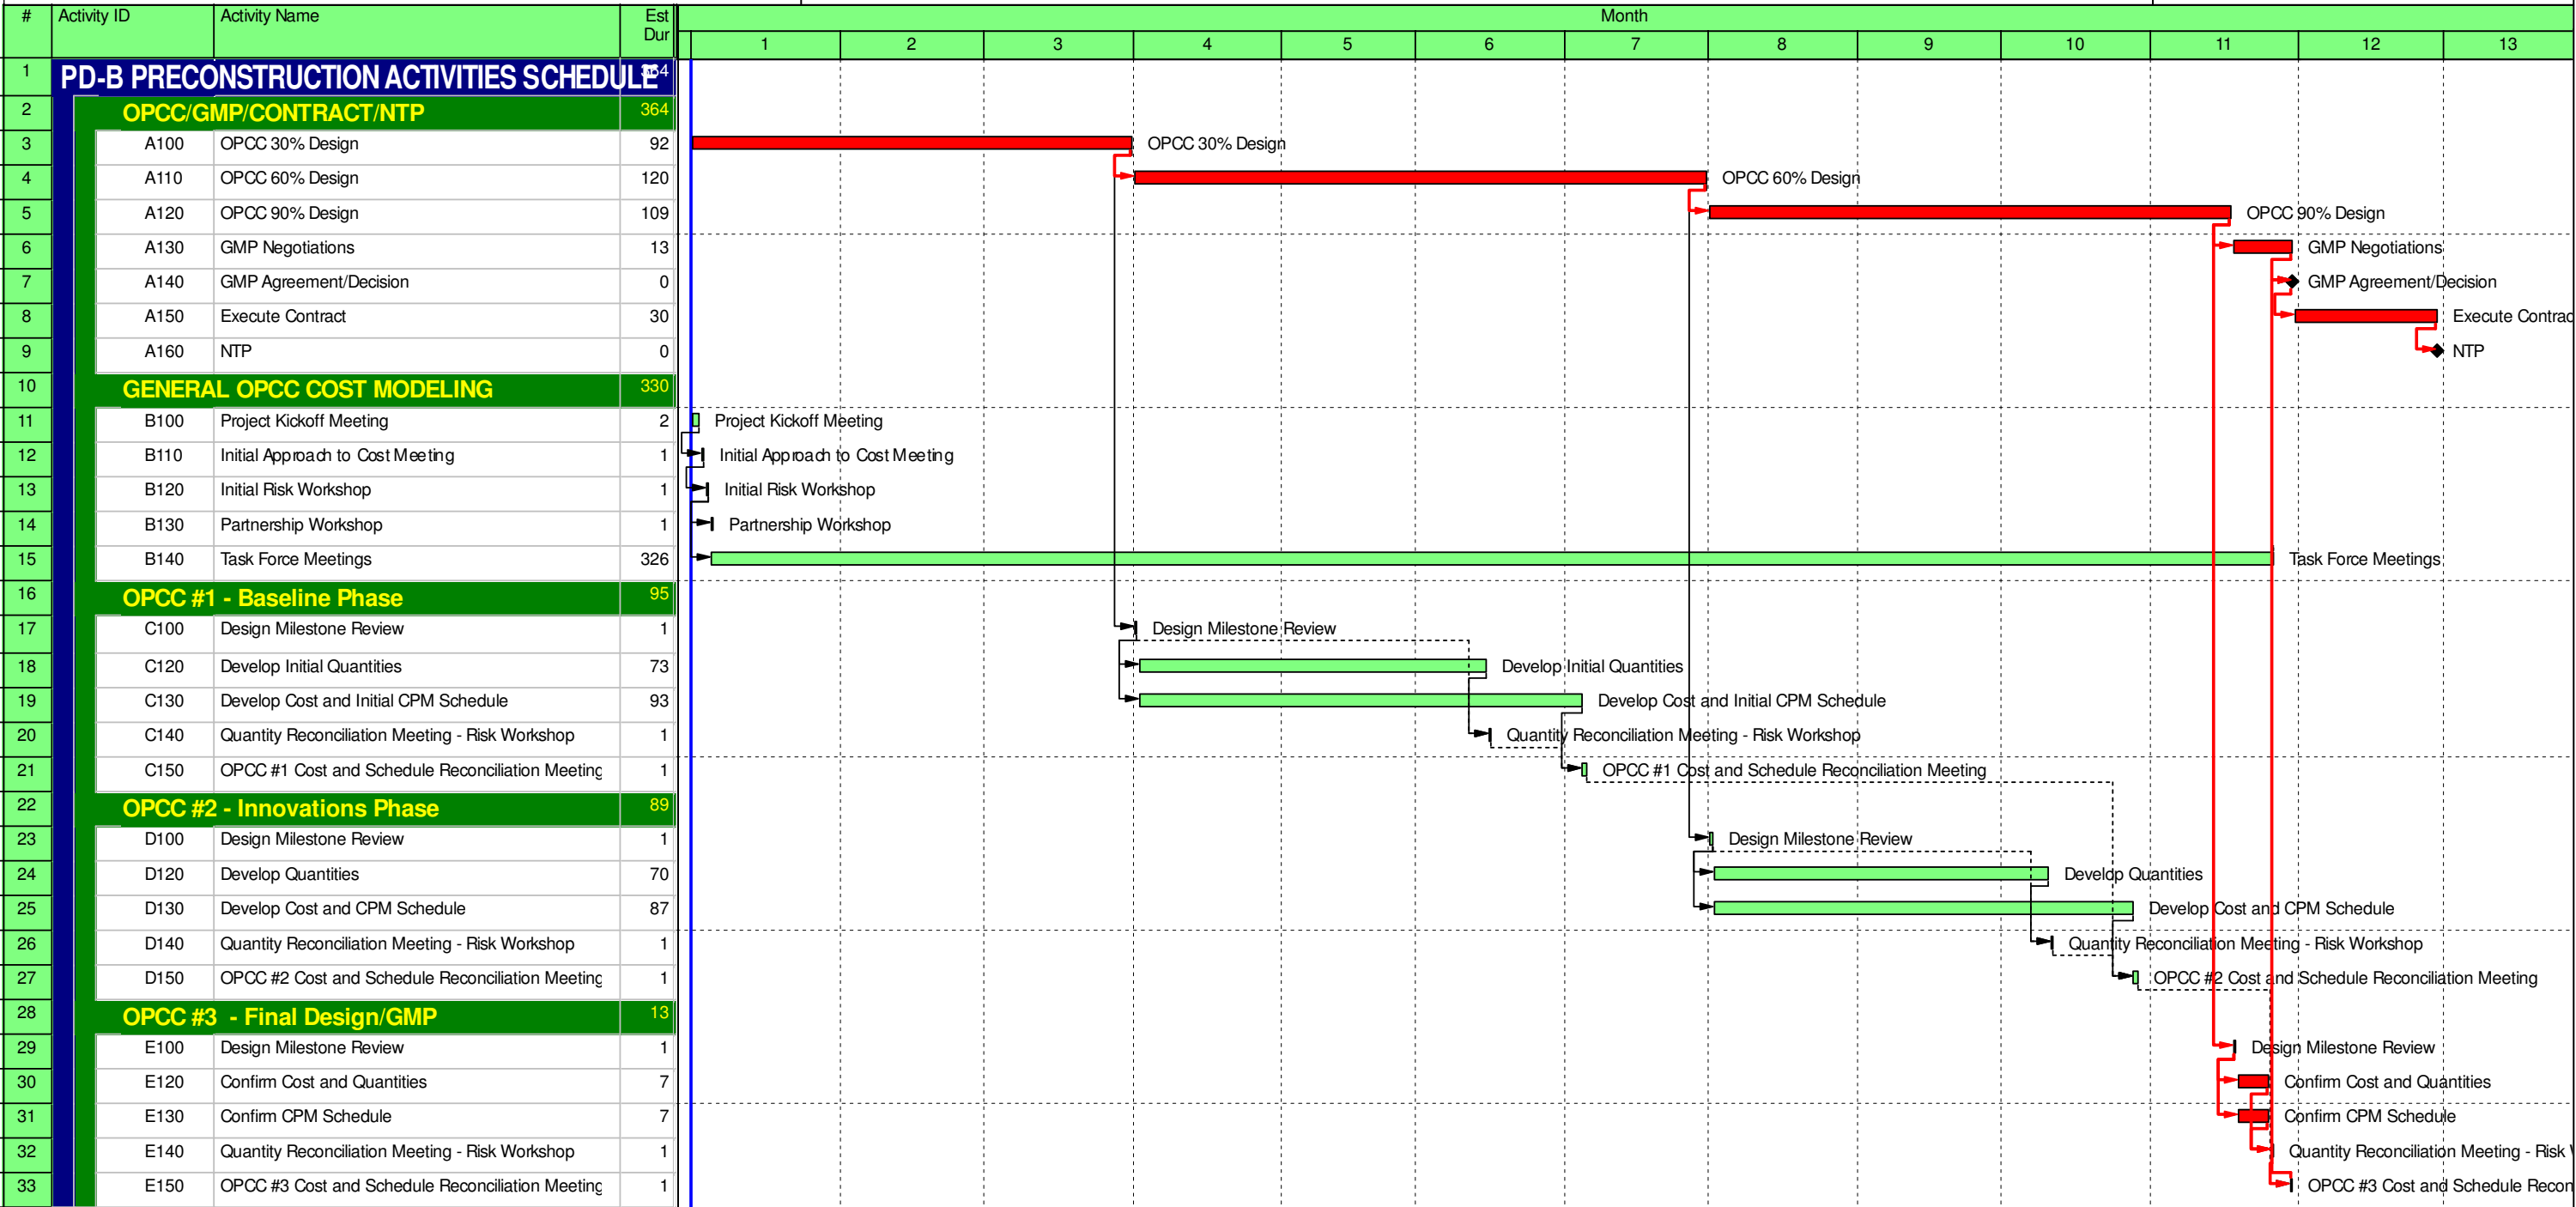 # Activity ID Activity Name Est Dur Month
1 2 3 4 5 6 7 8 9 10 11 12 13
1 PD-B PRECONSTRUCTION ACTIVITIES SCHEDULE 364
2 OPCC/GMP/CONTRACT/NTP 364
3 A100 OPCC 30% Design 92 OPCC 30% Design
4 A110 OPCC 60% Design 120 OPCC 60% Design
5 A120 OPCC 90% Design 109 OPCC 90% Design
6 A130 GMP Negotiations 13 GMP Negotiations
7 A140 GMP Agreement/Decision 0 GMP Agreement/Decision
8 A150 Execute Contract 30 Execute Contrac
9 A160 NTP 0 NTP
10 GENERAL OPCC COST MODELING 330
11 B100 Project Kickoff Meeting 2 Project Kickoff Meeting
12 B110 Initial Approach to Cost Meeting 1 Initial Approach to Cost Meeting
13 B120 Initial Risk Workshop 1 Initial Risk Workshop
14 B130 Partnership Workshop 1 Partnership Workshop
15 B140 Task Force Meetings 326 Task Force Meetings
16 OPCC #1 - Baseline Phase 95
17 C100 Design Milestone Review 1 Design Milestone Review
18 C120 Develop Initial Quantities 73 Develop Initial Quantities
19 C130 Develop Cost and Initial CPM Schedule 93 Develop Cost and Initial CPM Schedule
20 C140 Quantity Reconciliation Meeting - Risk Workshop 1 Quantity Reconciliation Meeting - Risk Workshop
21 C150 OPCC #1 Cost and Schedule Reconciliation Meeting 1 OPCC #1 Cost and Schedule Reconciliation Meeting
22 OPCC #2 - Innovations Phase 89
23 D100 Design Milestone Review 1 Design Milestone Review
24 D120 Develop Quantities 70 Develop Quantities
25 D130 Develop Cost and CPM Schedule 87 Develop Cost and CPM Schedule
26 D140 Quantity Reconciliation Meeting - Risk Workshop 1 Quantity Reconciliation Meeting - Risk Workshop
27 D150 OPCC #2 Cost and Schedule Reconciliation Meeting 1 OPCC #2 Cost and Schedule Reconciliation Meeting
28 OPCC #3 - Final Design/GMP 13
29 E100 Design Milestone Review 1 Design Milestone Review
30 E120 Confirm Cost and Quantities 7 Confirm Cost and Quantities
31 E130 Confirm CPM Schedule 7 Confirm CPM Schedule
32 E140 Quantity Reconciliation Meeting - Risk Workshop 1 Quantity Reconciliation Meeting - Risk
33 E150 OPCC #3 Cost and Schedule Reconciliation Meeting 1 OPCC #3 Cost and Schedule Recon